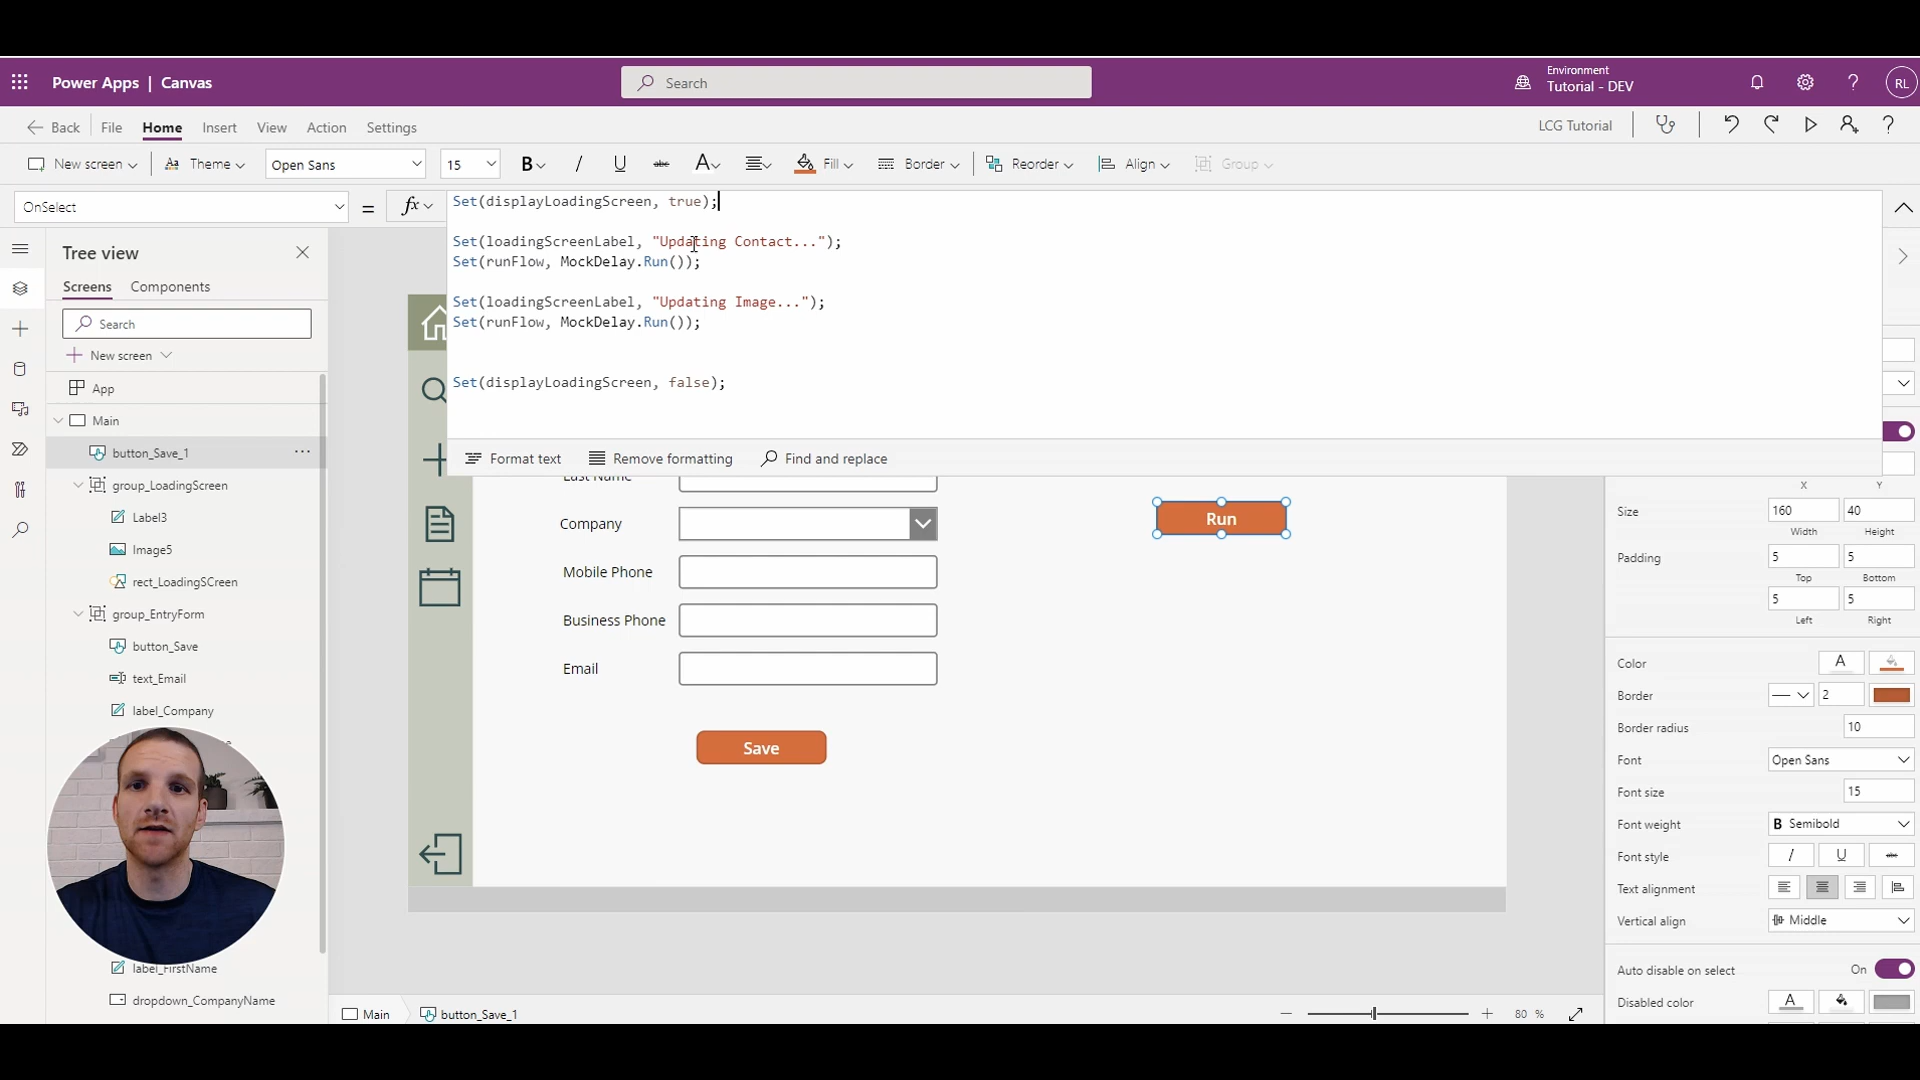 Power Apps | Canvas
Search
Environment
Tutorial - DEV
RL
Back
File
Home
Insert
View
Action
Settings
LCG Tutorial
New screen
Theme
Open Sans
15
Fill
Border
Reorder
Align
Group
OnSelect
=
fx
Set(displayLoadingScreen, true);
Set(loadingScreenLabel, "Updating Contact...");
Set(runFlow, MockDelay.Run());
Set(loadingScreenLabel, "Updating Image...");
Set(runFlow, MockDelay.Run());
Set(displayLoadingScreen, false);
Format text
Remove formatting
Find and replace
Tree view
Screens
Components
Search
New screen
App
Main
button_Save_1
group_LoadingScreen
Label3
Image5
rect_LoadingSCreen
group_EntryForm
button_Save
text_Email
label_Company
label_FirstName
dropdown_CompanyName
Last Name
Company
Mobile Phone
Business Phone
Email
Save
Run
X
Y
Size
160
40
Width
Height
Padding
5
5
Top
Bottom
5
5
Left
Right
Color
Border
2
Border radius
10
Font
Open Sans
Font size
15
Font weight
B Semibold
Font style
Text alignment
Vertical align
Middle
Auto disable on select
On
Disabled color
Main
button_Save_1
80 %